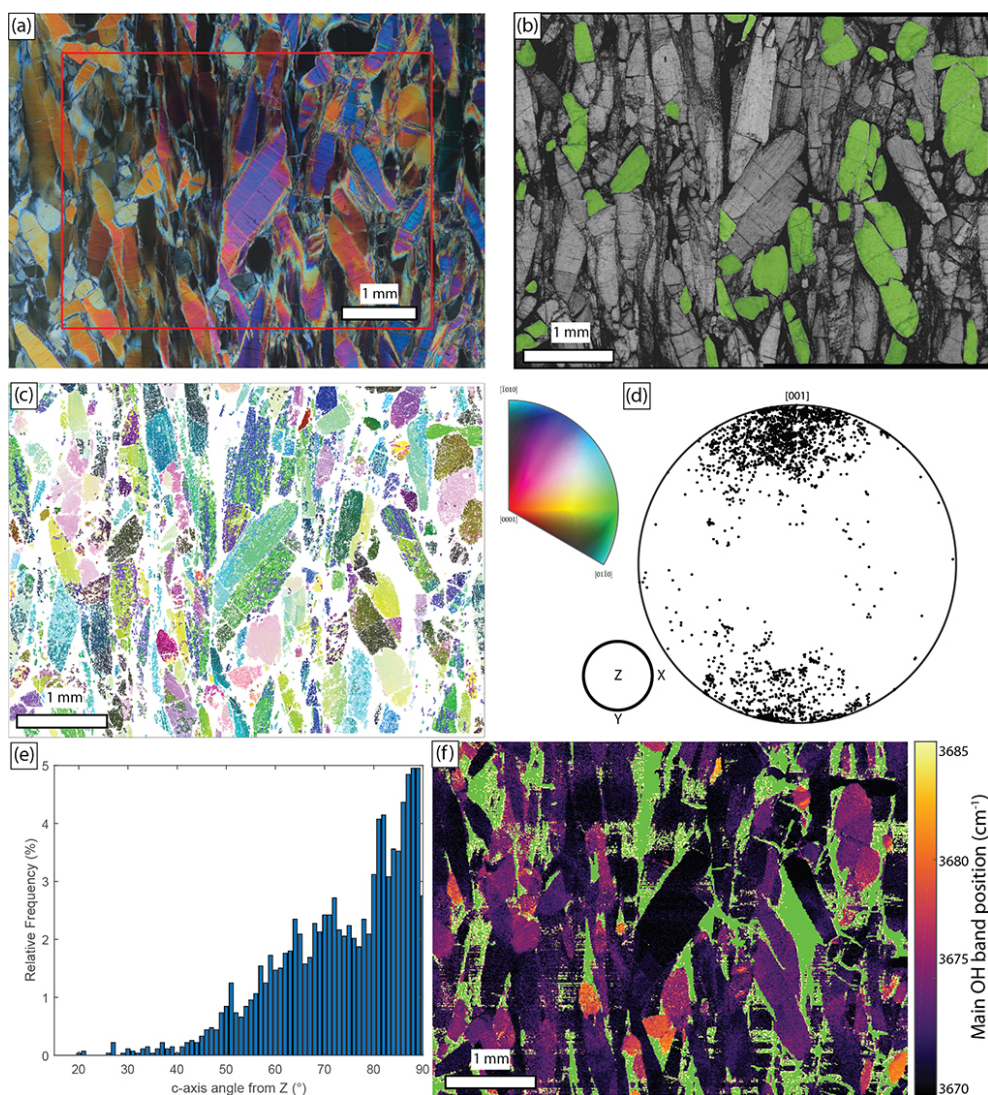 (a)
1 mm
(b)
1 mm
(c)
1 mm
[0001]
(d)
[001]
Z
X
Y
(e)
5
4
3
2
1
0
20
30
40
50
60
70
80
90
Relative Frequency (%)
c-axis angle from Z (°)
(f)
1 mm
3685
3680
3675
3670
Main OH band position (cm⁻¹)